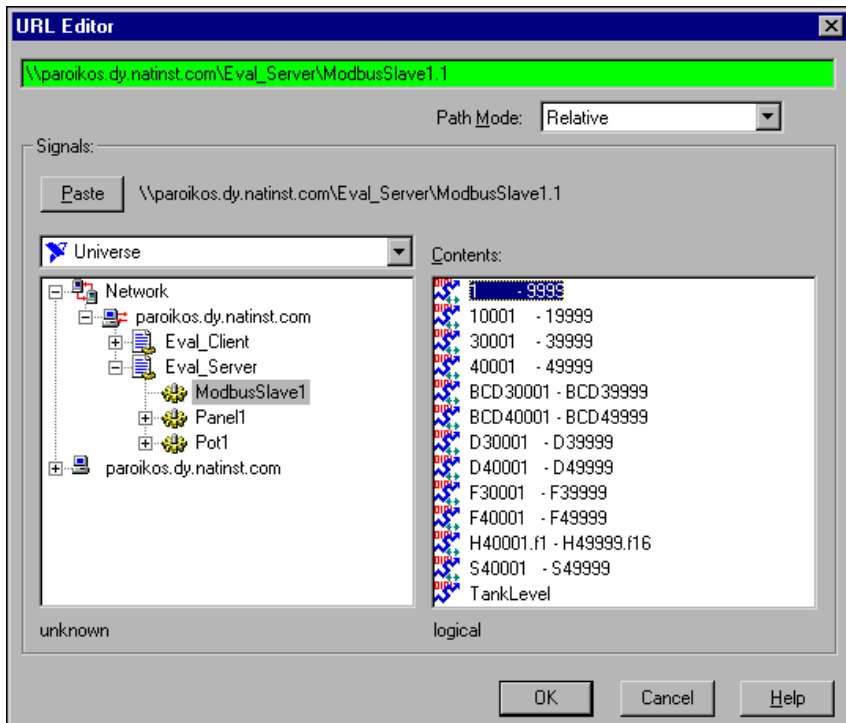 URL Editor
\\paroikos.dy.natinst.com\Eval_Server\ModbusSlave1.1
Path Mode: Relative
Signals:
Paste \\paroikos.dy.natinst.com\Eval_Server\ModbusSlave1.1
Universe
Network
paroikos.dy.natinst.com
Eval_Client
Eval_Server
ModbusSlave1
Panel1
Pot1
paroikos.dy.natinst.com
unknown
Contents:
1 - 9999
10001 - 19999
30001 - 39999
40001 - 49999
BCD30001 - BCD39999
BCD40001 - BCD49999
D30001 - D39999
D40001 - D49999
F30001 - F39999
F40001 - F49999
H40001.f1 - H49999.f16
S40001 - S49999
TankLevel
logical
OK Cancel Help